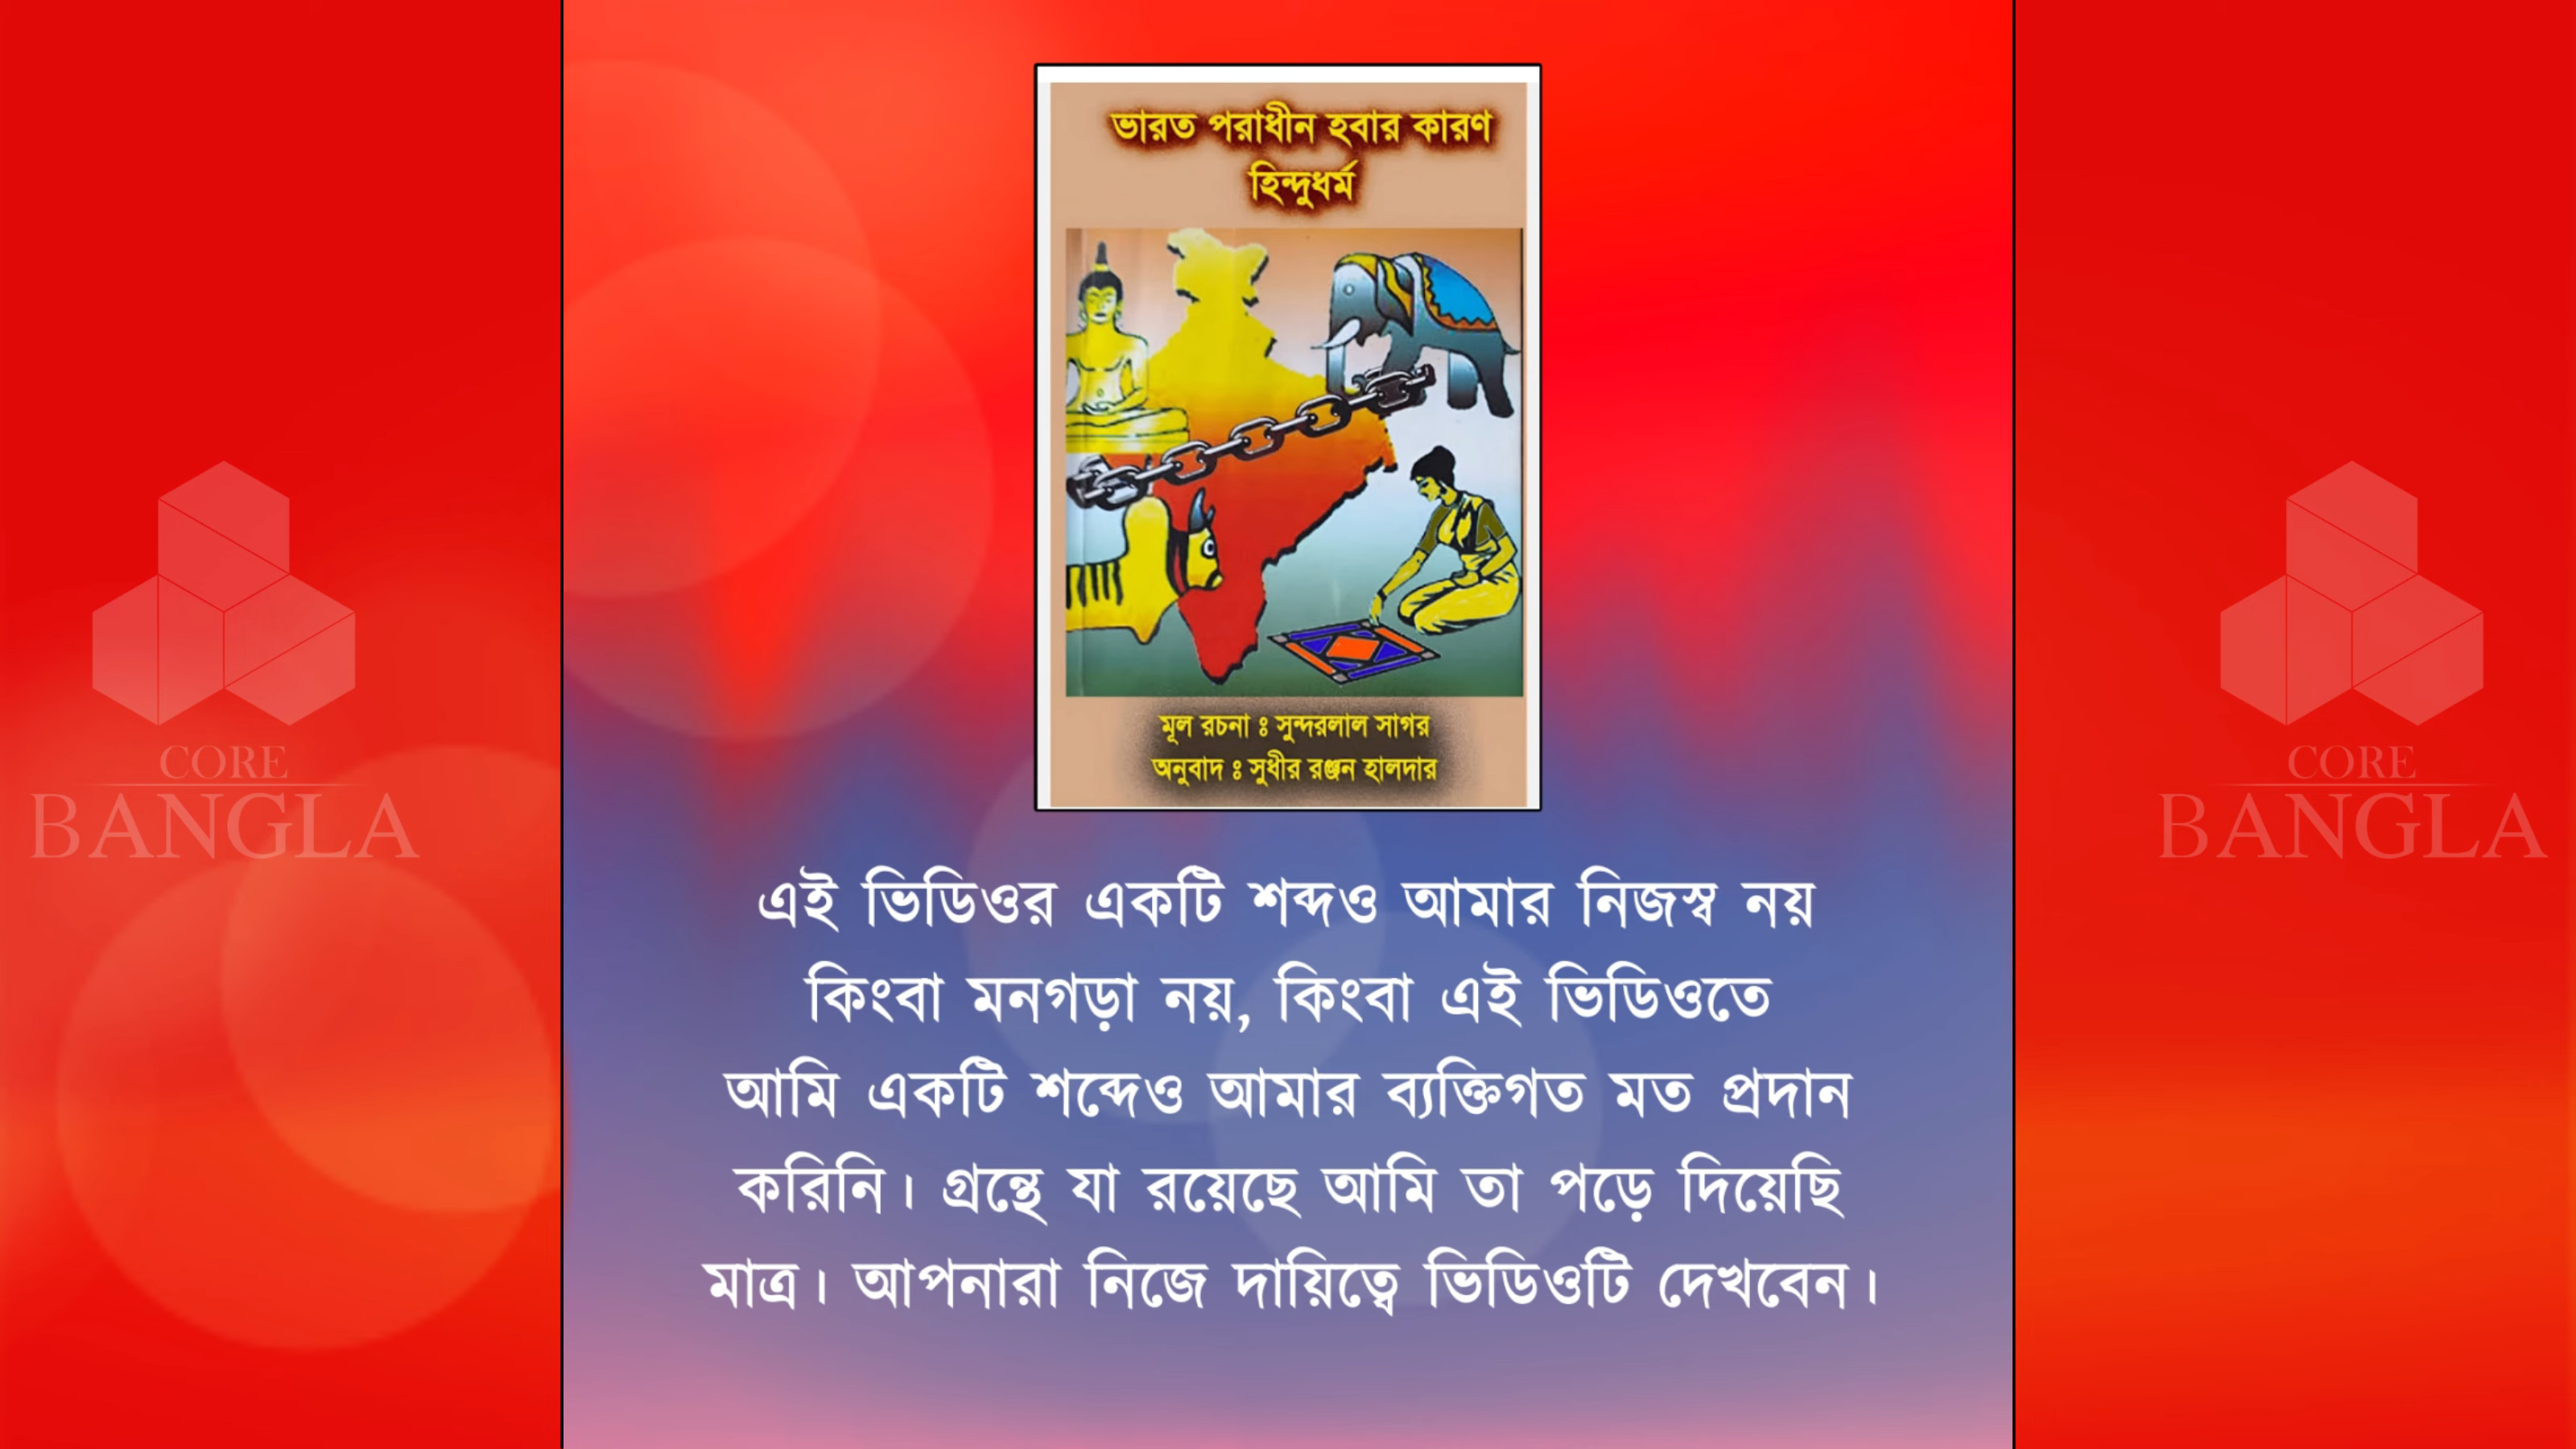 ভারত পরাধীন হবার কারণ
হিন্দুধর্ম
মূল রচনা ঃ সুন্দরলাল সাগর
অনুবাদ ঃ সুধীর রঞ্জন হালদার
এই ভিডিওর একটি শব্দও আমার নিজস্ব নয়
কিংবা মনগড়া নয়, কিংবা এই ভিডিওতে
আমি একটি শব্দেও আমার ব্যক্তিগত মত প্রদান
করিনি। গ্রন্থে যা রয়েছে আমি তা পড়ে দিয়েছি
মাত্র। আপনারা নিজে দায়িত্বে ভিডিওটি দেখবেন।
CORE
BANGLA
CORE
BANGLA